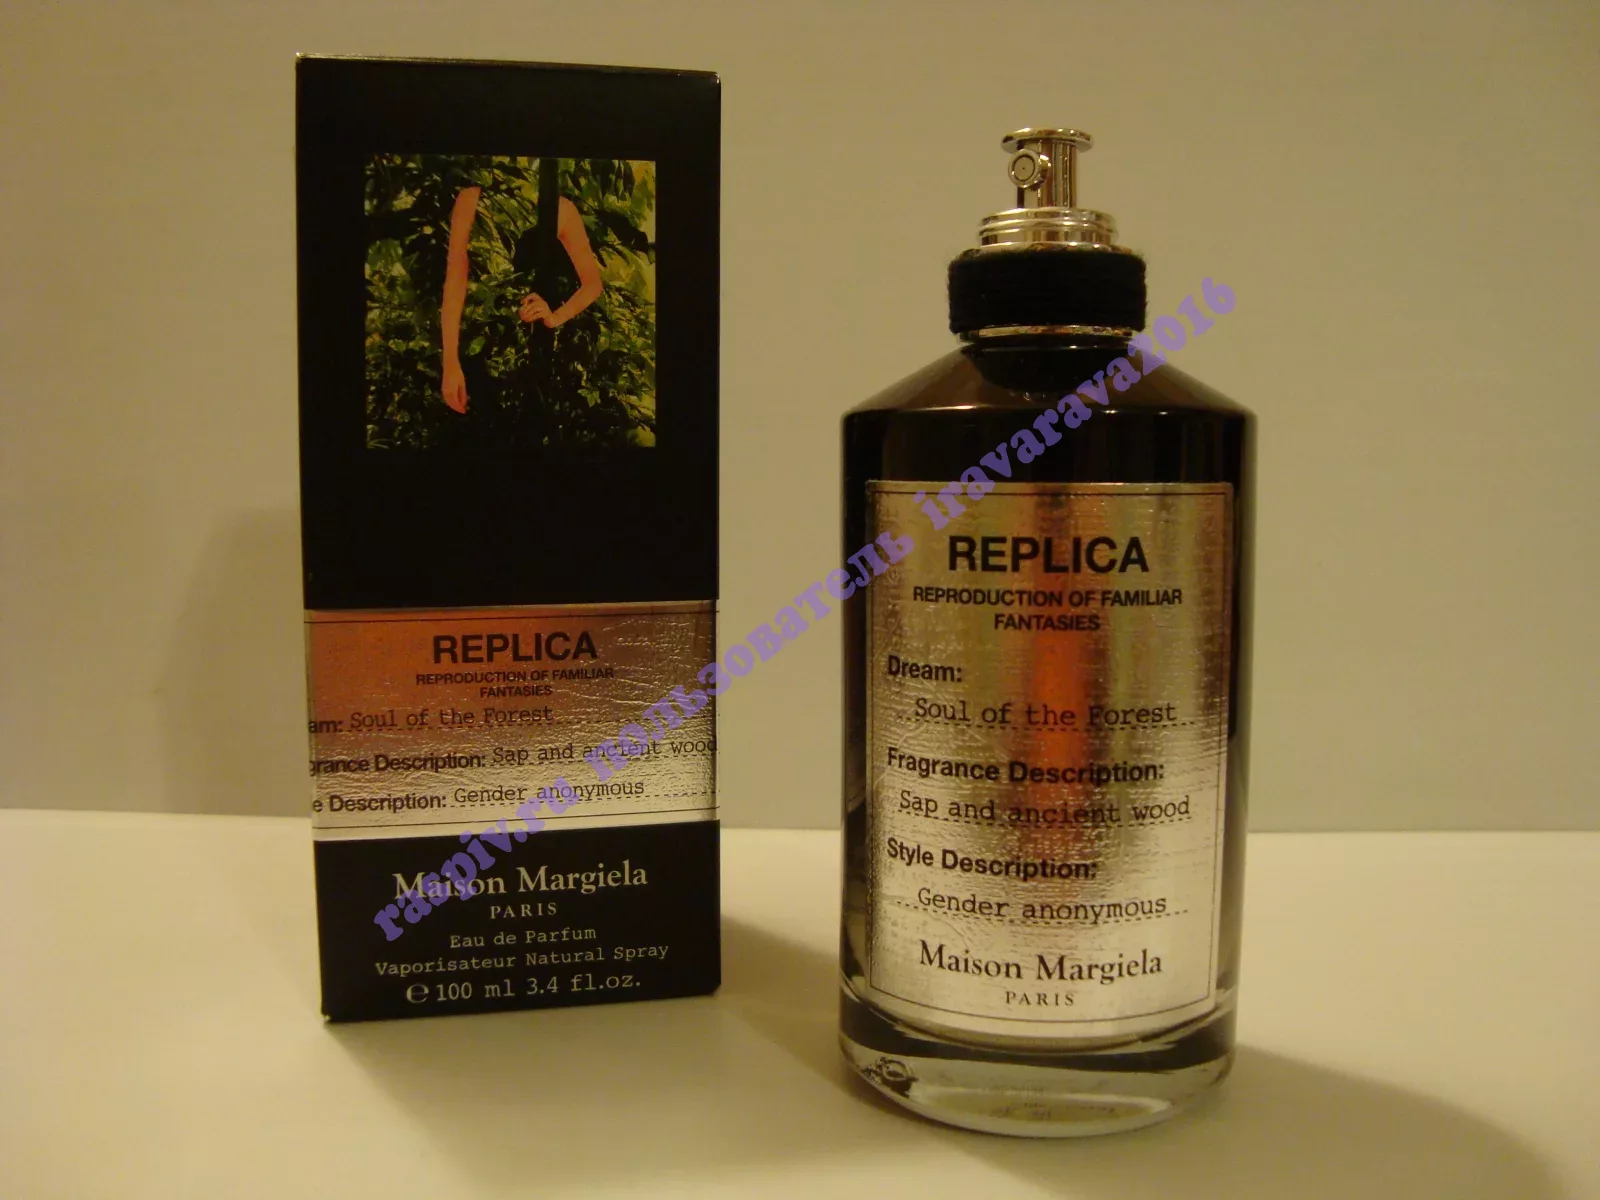 REPLICA
REPRODUCTION OF FAMILIAR
FANTASIES
am: Soul of the Forest
grance Description: Sap and ancient wood
e Description: Gender anonymous
Maison Margiela
PARIS
Eau de Parfum
Vaporisateur Natural Spray
℮ 100 ml 3.4 fl.oz.
REPLICA
REPRODUCTION OF FAMILIAR
FANTASIES
Dream:
Soul of the Forest
Fragrance Description:
Sap and ancient wood
Style Description:
Gender anonymous
Maison Margiela
PARIS
raspiv.ru пользователь iravarava2016